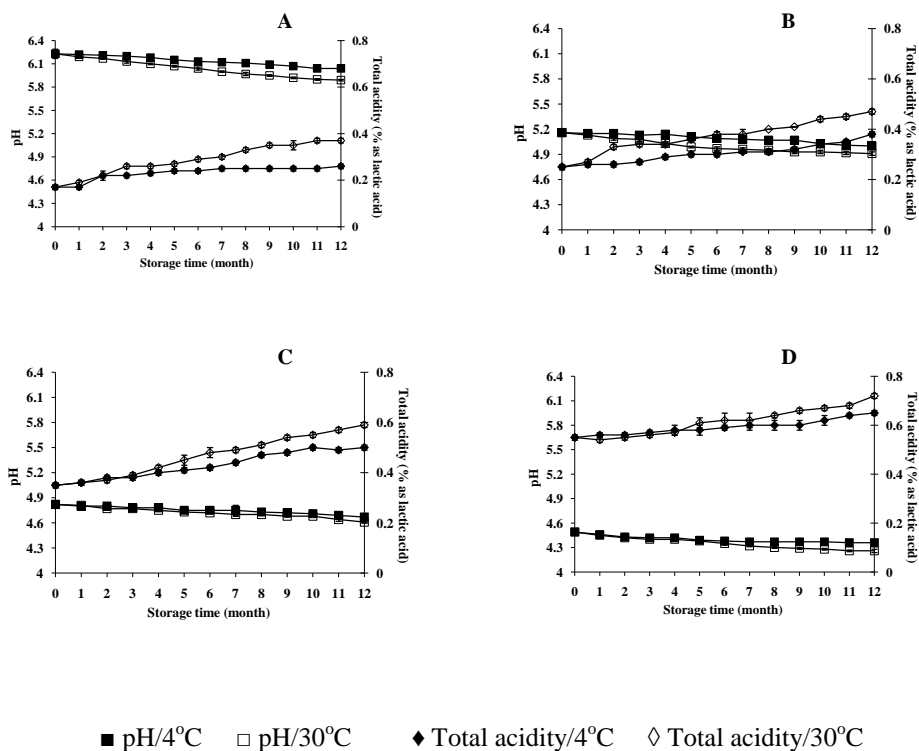 A
6.4
6.1
5.8
5.5
5.2
4.9
4.6
4.3
4
pH
0.8
0.6
0.4
0.2
0
Total acidity (% as lactic acid)
0 1 2 3 4 5 6 7 8 9 10 11 12
Storage time (month)
B
6.4
6.1
5.8
5.5
5.2
4.9
4.6
4.3
4
pH
0.8
0.6
0.4
0.2
0
Total acidity (% as lactic acid)
0 1 2 3 4 5 6 7 8 9 10 11 12
Storage time (month)
C
6.4
6.1
5.8
5.5
5.2
4.9
4.6
4.3
4
pH
0.8
0.6
0.4
0.2
0
Total acidity (% as lactic acid)
0 1 2 3 4 5 6 7 8 9 10 11 12
Storage time (month)
D
6.4
6.1
5.8
5.5
5.2
4.9
4.6
4.3
4
pH
0.8
0.6
0.4
0.2
0
Total acidity (% as lactic acid)
0 1 2 3 4 5 6 7 8 9 10 11 12
Storage time (month)
■ pH/4°C □ pH/30°C ♦ Total acidity/4°C ◊ Total acidity/30°C